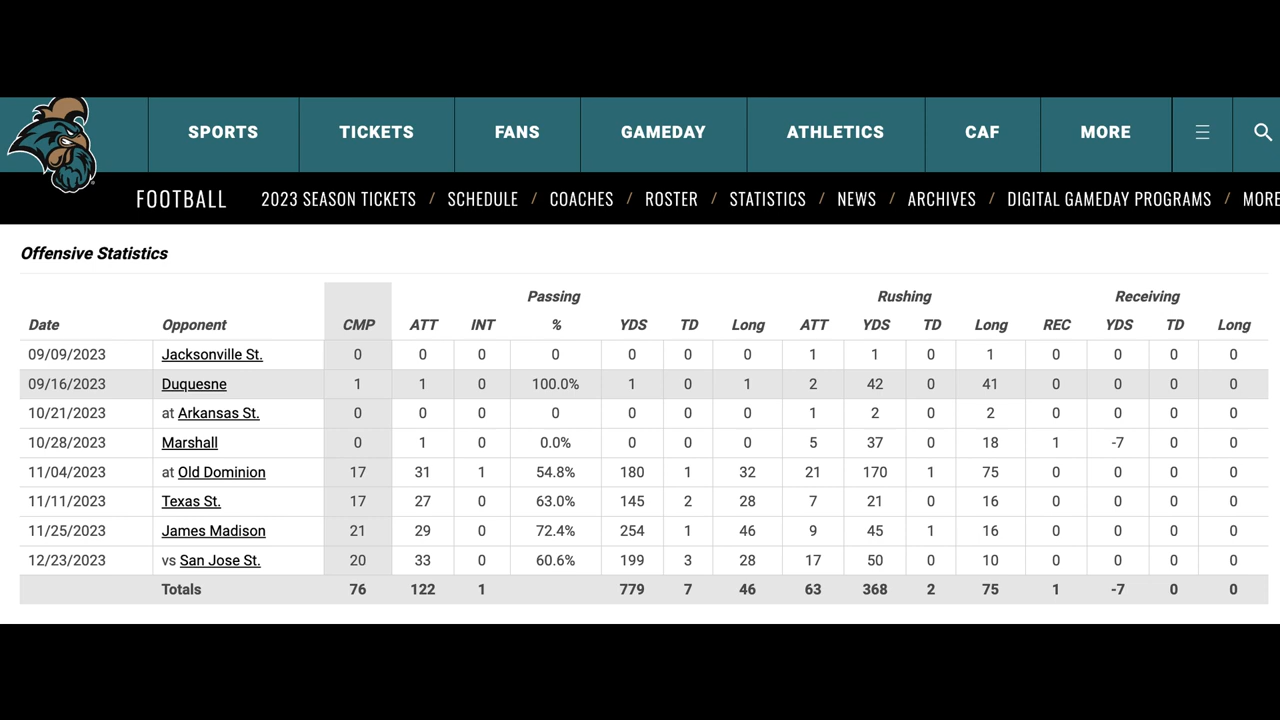 SPORTS TICKETS FANS GAMEDAY ATHLETICS CAF MORE
FOOTBALL 2023 SEASON TICKETS / SCHEDULE / COACHES / ROSTER / STATISTICS / NEWS / ARCHIVES / DIGITAL GAMEDAY PROGRAMS / MORE
Offensive Statistics
Passing Rushing Receiving
Date Opponent CMP ATT INT % YDS TD Long ATT YDS TD Long REC YDS TD Long
09/09/2023 Jacksonville St. 0 0 0 0 0 0 0 1 1 0 1 0 0 0 0
09/16/2023 Duquesne 1 1 0 100.0% 1 0 1 2 42 0 41 0 0 0 0
10/21/2023 at Arkansas St. 0 0 0 0 0 0 0 1 2 0 2 0 0 0 0
10/28/2023 Marshall 0 1 0 0.0% 0 0 0 5 37 0 18 1 -7 0 0
11/04/2023 at Old Dominion 17 31 1 54.8% 180 1 32 21 170 1 75 0 0 0 0
11/11/2023 Texas St. 17 27 0 63.0% 145 2 28 7 21 0 16 0 0 0 0
11/25/2023 James Madison 21 29 0 72.4% 254 1 46 9 45 1 16 0 0 0 0
12/23/2023 vs San Jose St. 20 33 0 60.6% 199 3 28 17 50 0 10 0 0 0 0
Totals 76 122 1 779 7 46 63 368 2 75 1 -7 0 0